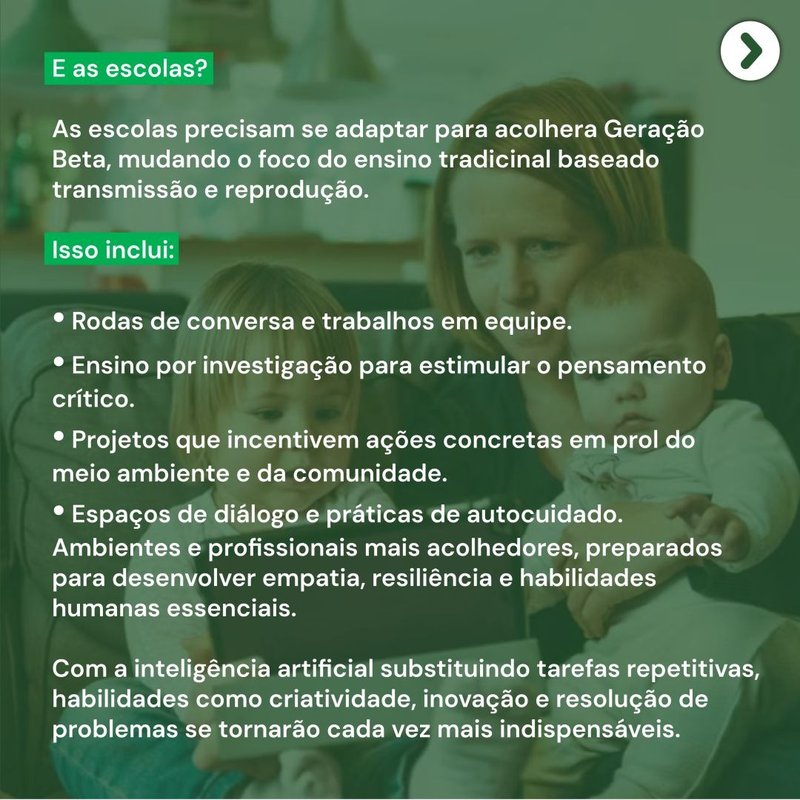 E as escolas?
As escolas precisam se adaptar para acolhera Geração
Beta, mudando o foco do ensino tradicinal baseado
transmissão e reprodução.
Isso inclui:
• Rodas de conversa e trabalhos em equipe.
• Ensino por investigação para estimular o pensamento
crítico.
• Projetos que incentivem ações concretas em prol do
meio ambiente e da comunidade.
• Espaços de diálogo e práticas de autocuidado.
Ambientes e profissionais mais acolhedores, preparados
para desenvolver empatia, resiliência e habilidades
humanas essenciais.
Com a inteligência artificial substituindo tarefas repetitivas,
habilidades como criatividade, inovação e resolução de
problemas se tornarão cada vez mais indispensáveis.